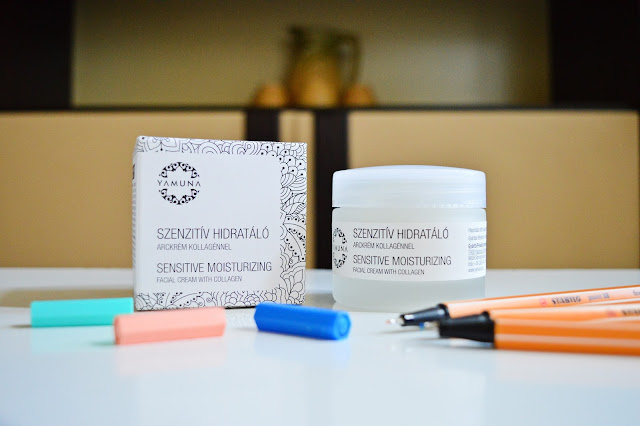 YAMUNA
SZENZITÍV HIDRATÁLÓ
ARCKRÉM KOLLAGÉNNEL
SENSITIVE MOISTURIZING
FACIAL CREAM WITH COLLAGEN
YAMUNA
SZENZITÍV HIDRATÁLÓ
ARCKRÉM KOLLAGÉNNEL
SENSITIVE MOISTURIZING
FACIAL CREAM WITH COLLAGEN
STABILO